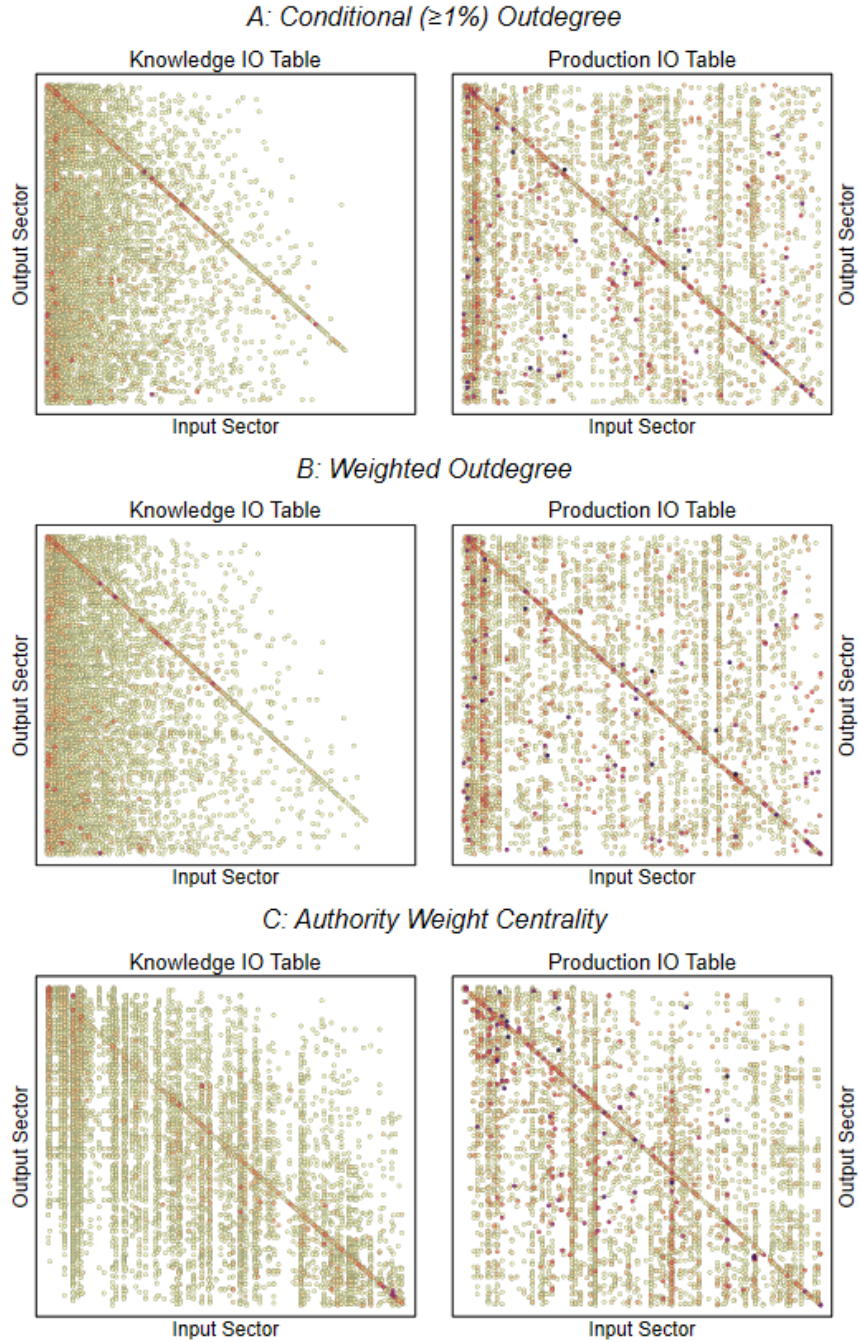 A: Conditional (≥1%) Outdegree
Knowledge IO Table
Production IO Table
Output Sector
Output Sector
Input Sector
Input Sector
B: Weighted Outdegree
Knowledge IO Table
Production IO Table
Output Sector
Output Sector
Input Sector
Input Sector
C: Authority Weight Centrality
Knowledge IO Table
Production IO Table
Output Sector
Output Sector
Input Sector
Input Sector